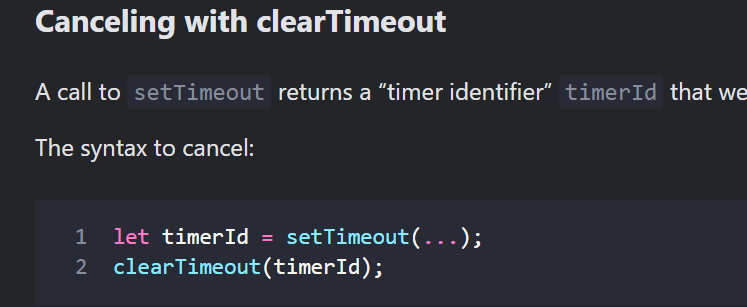 Canceling with clearTimeout
A call to setTimeout returns a “timer identifier” timerId that we
The syntax to cancel:
1 let timerId = setTimeout(...);
2 clearTimeout(timerId);